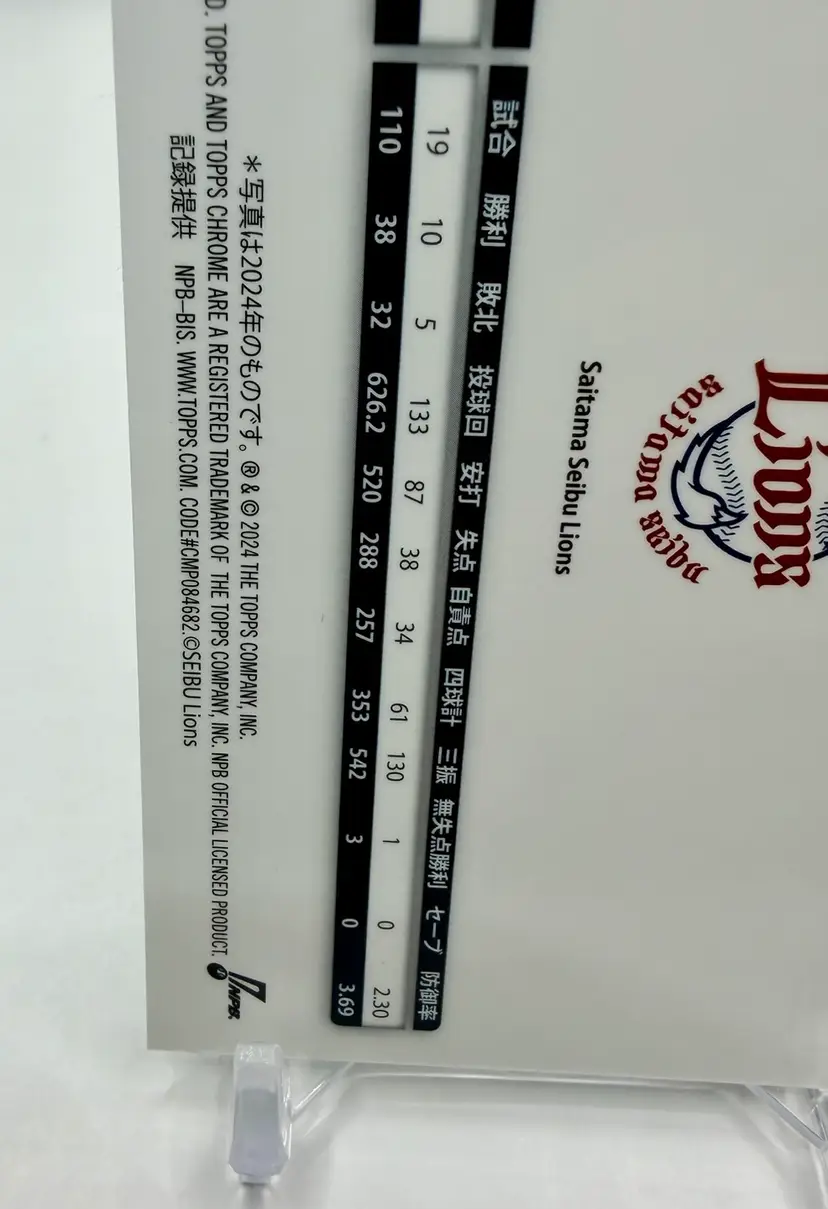 Lions
Saitama Seibu
Saitama Seibu Lions
試合 勝利 敗北 投球回 安打 失点 自責点 四球計 三振 無失点勝利 セーブ 防御率
19 10 5 133 87 38 34 61 130 1 0 2.30
110 38 32 626.2 520 288 257 353 542 3 0 3.69
*写真は2024年のものです。® & © 2024 THE TOPPS COMPANY, INC.
D. TOPPS AND TOPPS CHROME ARE A REGISTERED TRADEMARK OF THE TOPPS COMPANY, INC. NPB OFFICIAL LICENSED PRODUCT.
記録提供 NPB-BIS. WWW.TOPPS.COM. CODE#CMP084682.©SEIBU Lions
NPB.